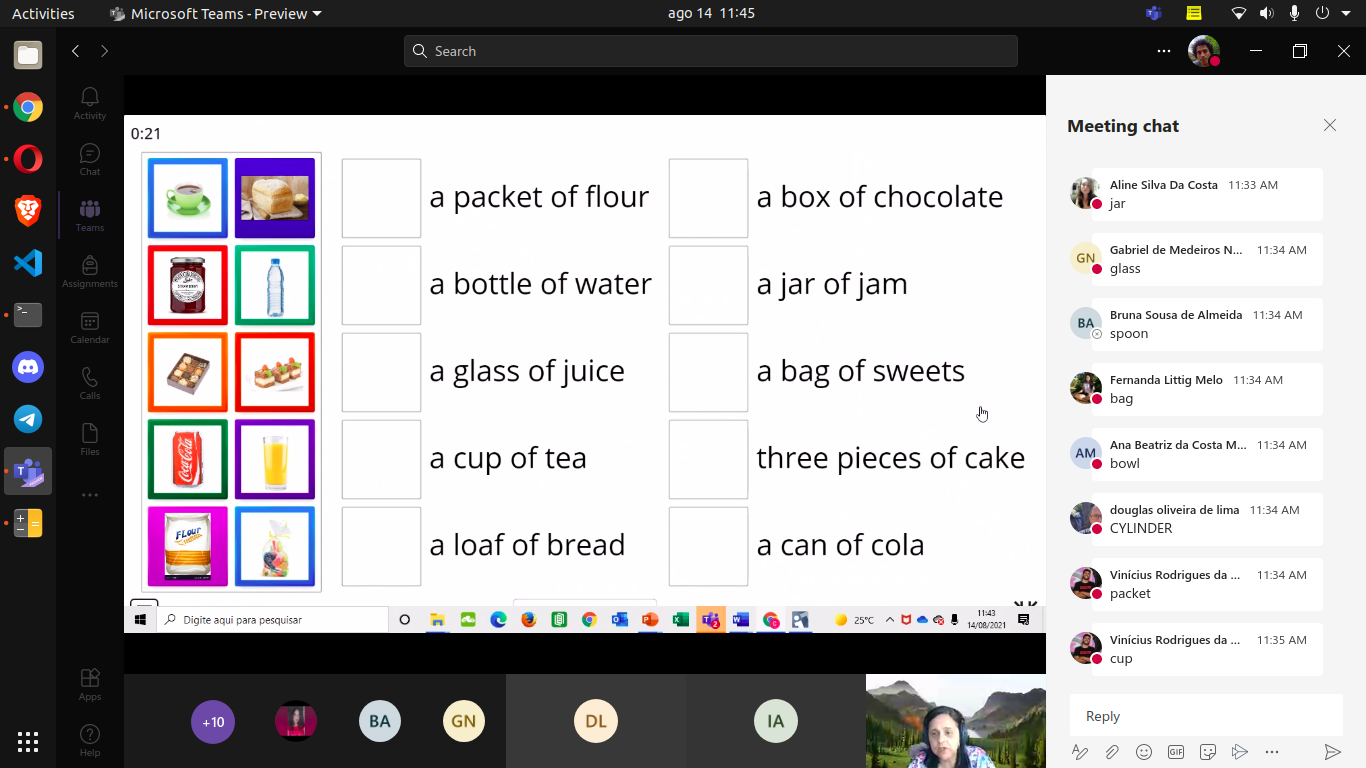 Activities
Microsoft Teams - Preview
ago 14 11:45
Search
Activity
Chat
Teams
Assignments
Calendar
Calls
Files
Apps
Help
0:21
a packet of flour
a bottle of water
a glass of juice
a cup of tea
a loaf of bread
a box of chocolate
a jar of jam
a bag of sweets
three pieces of cake
a can of cola
Coca-Cola
FLOUR
Digite aqui para pesquisar
25°C
11:43
14/08/2021
+10
BA
GN
DL
IA
Meeting chat
Aline Silva Da Costa 11:33 AM
jar
GN
Gabriel de Medeiros N... 11:34 AM
glass
BA
Bruna Sousa de Almeida 11:34 AM
spoon
Fernanda Littig Melo 11:34 AM
bag
AM
Ana Beatriz da Costa M... 11:34 AM
bowl
douglas oliveira de lima 11:34 AM
CYLINDER
Vinícius Rodrigues da ... 11:34 AM
packet
Vinícius Rodrigues da ... 11:35 AM
cup
Reply
GIF